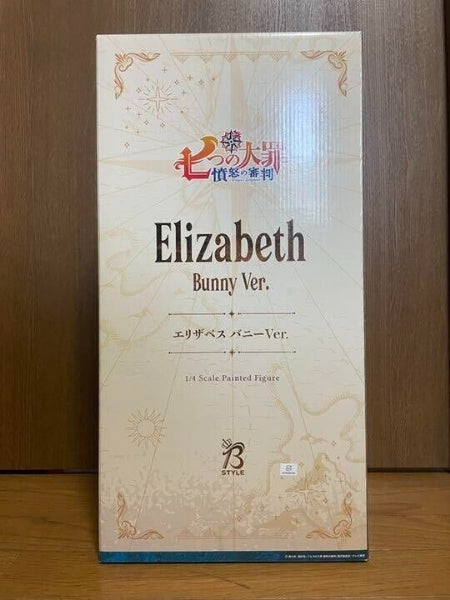 七つの大罪
憤怒の審判
Elizabeth
Bunny Ver.
エリザベス バニーVer.
1/4 Scale Painted Figure
B
STYLE